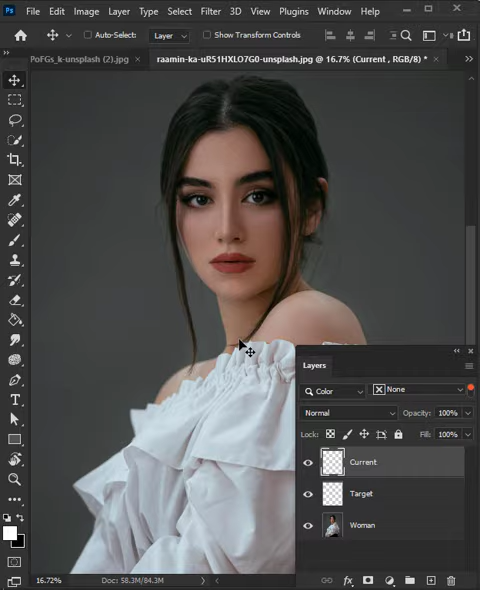 Ps File Edit Image Layer Type Select Filter 3D View Plugins Window Help
Auto-Select: Layer Show Transform Controls
PoFGs_k-unsplash (2).jpg × raamin-ka-uR51HXLO7G0-unsplash.jpg @ 16.7% (Current , RGB/8) * ×
Layers
Color None
Normal Opacity: 100%
Lock: Fill: 100%
Current
Target
Woman
16.72% Doc: 58.3M/84.3M
fx